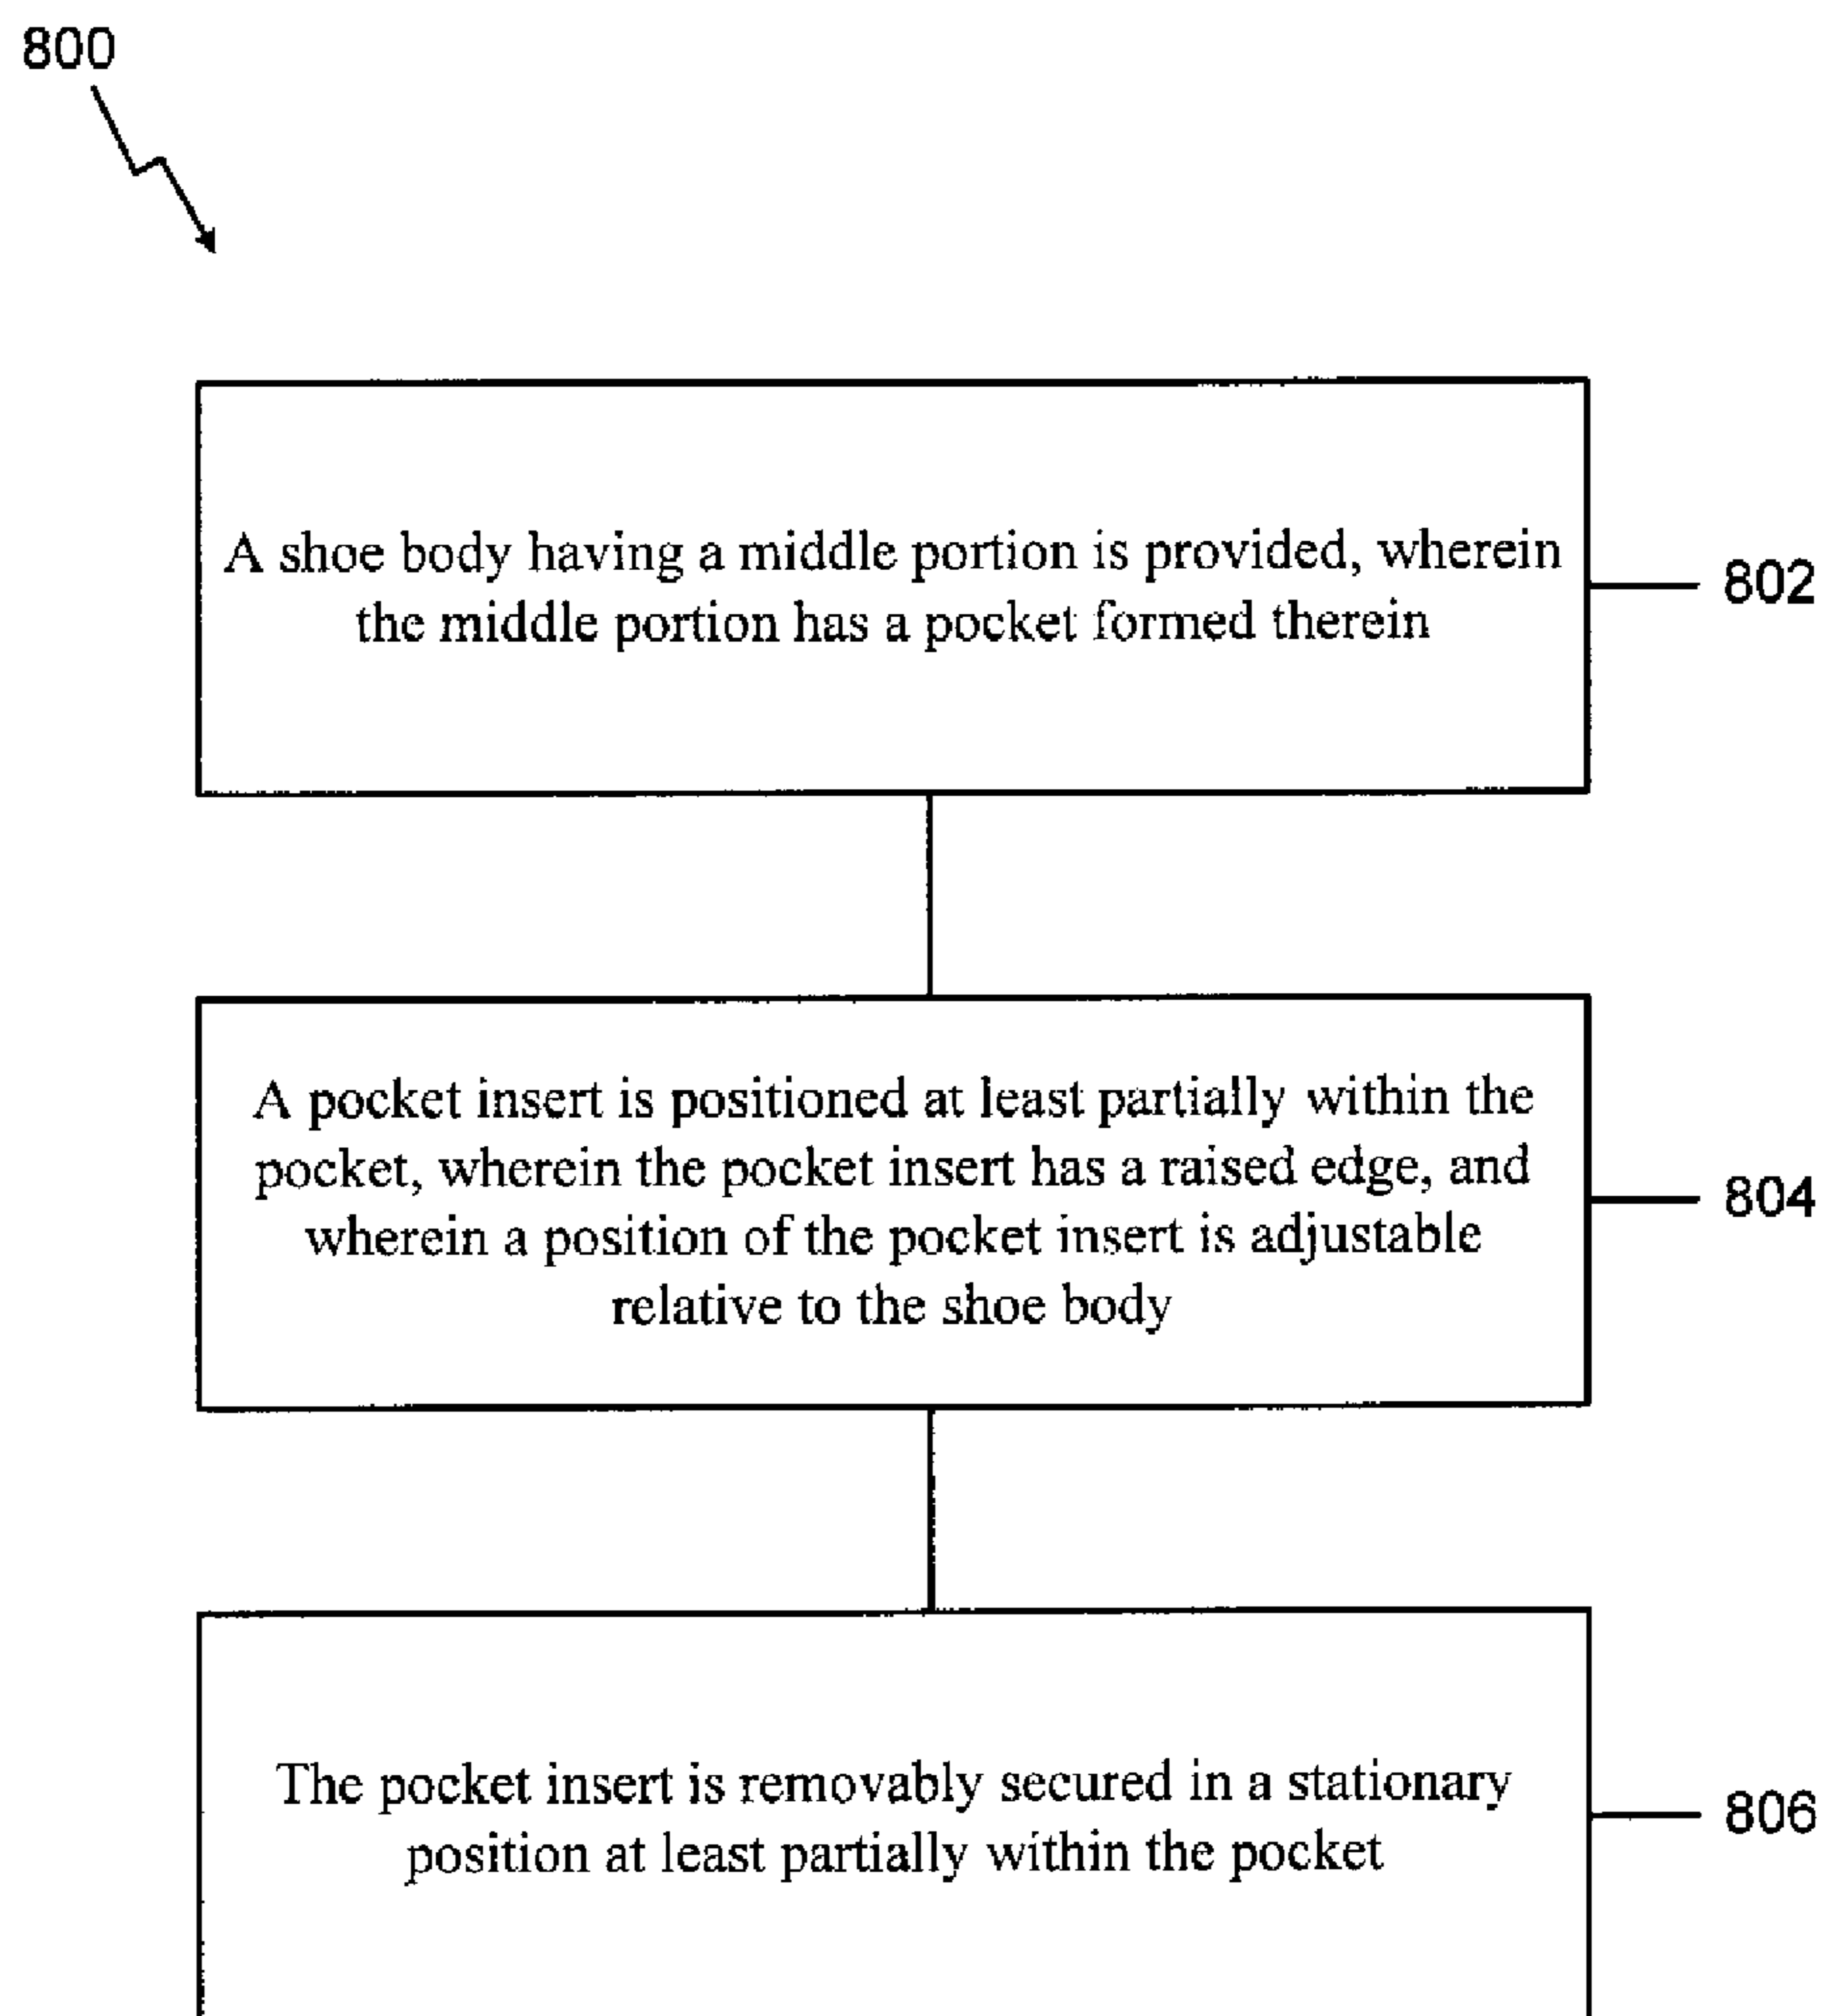 800
A shoe body having a middle portion is provided, wherein
the middle portion has a pocket formed therein
802
A pocket insert is positioned at least partially within the
pocket, wherein the pocket insert has a raised edge, and
wherein a position of the pocket insert is adjustable
relative to the shoe body
804
The pocket insert is removably secured in a stationary
position at least partially within the pocket
806